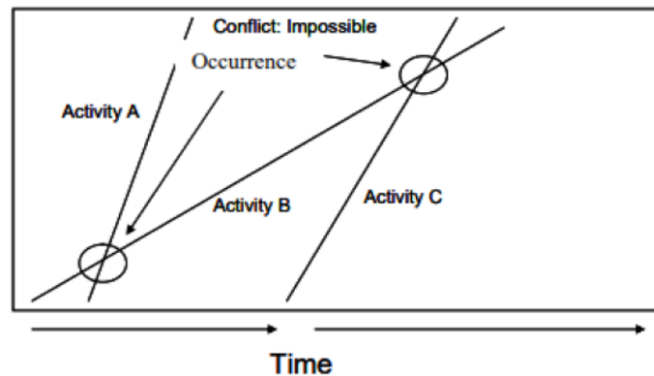 Conflict: Impossible
Occurrence
Activity A
Activity B
Activity C
Time